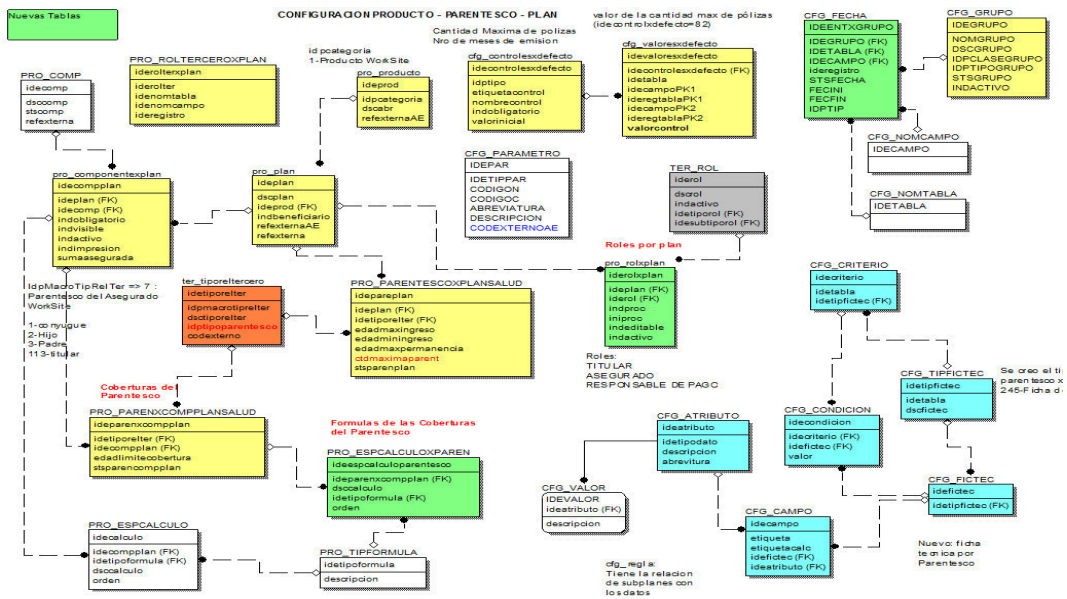 Nuevas Tablas
CONFIGURACION PRODUCTO - PARENTESCO - PLAN
valor de la cantidad max de pólizas
(idecontrolxdefecto=82)
Cantidad Maxima de polizas
Nro de meses de emision
id pcategoria
1-Producto WorkSite
PRO_COMP
idecomp
dsccomp
stscomp
refexterna
PRO_ROLTERCEROXPLAN
iderolterxplan
iderolter
idenomtabla
idenomcampo
ideregistro
pro_producto
ideprod
idpcategoria
dscabr
refexternaAE
cfg_controlesxdefecto
idecontrolesxdefecto
idptipo
etiquetacontrol
nombrecontrol
indobligatorio
valorinicial
cfg_valoresxdefecto
idevaloresxdefecto
idecontrolesxdefecto (FK)
idetabla
idecampoPK1
ideregtablaPK1
idecampoPK2
ideregtablaPK2
valorcontrol
CFG_FECHA
IDEENTXGRUPO
IDEGRUPO (FK)
IDETABLA (FK)
IDECAMPO (FK)
ideregistro
STSFECHA
FECINI
FECFIN
IDPTIP
CFG_GRUPO
IDEGRUPO
NOMGRUPO
DSCGRUPO
IDPCLASEGRUPO
IDPTIPOGRUPO
STSGRUPO
INDACTIVO
CFG_NOMCAMPO
IDECAMPO
CFG_NOMTABLA
IDETABLA
pro_componentexplan
idecompplan
ideplan (FK)
idecomp (FK)
indobligatorio
indvisible
indactivo
indimpresion
sumaasegurada
pro_plan
ideplan
dscplan
ideprod (FK)
indbeneficiario
refexternaAE
refexterna
CFG_PARAMETRO
IDEPAR
IDETIPPAR
CODIGON
CODIGOC
ABREVIATURA
DESCRIPCION
CODEXTERNOAE
TER_ROL
iderol
dscrol
indactivo
idetiporol (FK)
idesubtiporol (FK)
Roles por plan
pro_rolxplan
iderolxplan
ideplan (FK)
iderol (FK)
indproc
iniproc
indeditable
indactivo
Roles:
TITULAR
ASEGURADO
RESPONSABLE DE PAGO
IdpMacroTipRelTer => 7 :
Parentesco del Asegurado
WorkSite
1-conyugue
2-Hijo
3-Padre
113-titular
ter_tiporeltercero
idetiporelter
idpmacrotiprelter
dsctiporelter
idptipoparentesco
codexterno
PRO_PARENTESCOXPLANSALUD
idepareplan
ideplan (FK)
idetiporelter (FK)
edadmaxingreso
edadminingreso
edadmaxpermanencia
ctdmaximaparent
stsparenplan
CFG_CRITERIO
idecriterio
idetabla
idetipfictec (FK)
CFG_TIPFICTEC
idetipfictec
idetabla
dscfictec
Se creo el ti
parentesco x
245-Ficha d
Coberturas del
Parentesco
PRO_PARENXCOMPPLANSALUD
ideparenxcompplan
idetiporelter (FK)
idecompplan (FK)
edadlimitecobertura
stsparencompplan
Formulas de las Coberturas
del Parentesco
PRO_ESPCALCULOXPAREN
ideespcalculoparentesco
ideparenxcompplan (FK)
dsccalculo
idetipoformula (FK)
orden
CFG_ATRIBUTO
ideatributo
idetipodato
descripcion
abrevitura
CFG_CONDICION
idecondicion
idecriterio (FK)
idefictec (FK)
valor
CFG_VALOR
IDEVALOR
ideatributo (FK)
descripcion
CFG_FICTEC
idefictec
idetipfictec (FK)
CFG_CAMPO
idecampo
etiqueta
etiquetacalc
idefictec (FK)
ideatributo (FK)
Nuevo: ficha
tecnica por
Parentesco
PRO_ESPCALCULO
idecalculo
idecompplan (FK)
idetipoformula (FK)
dsccalculo
orden
PRO_TIPFORMULA
idetipoformula
descripcion
cfg_regla:
Tiene la relacion
de subplanes con
los datos